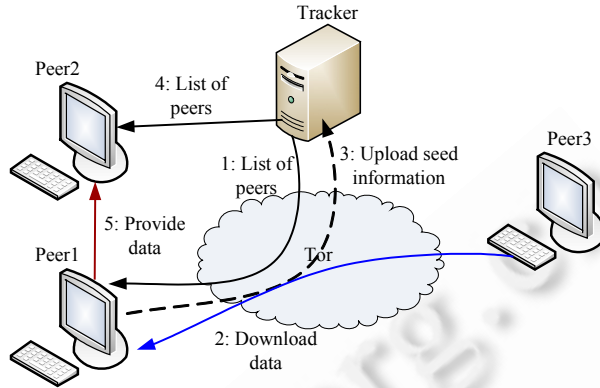 Tracker
Peer2
4: List of
peers
Peer3
1: List of
peers
3: Upload seed
information
5: Provide
data
Peer1
Tor
2: Download
data